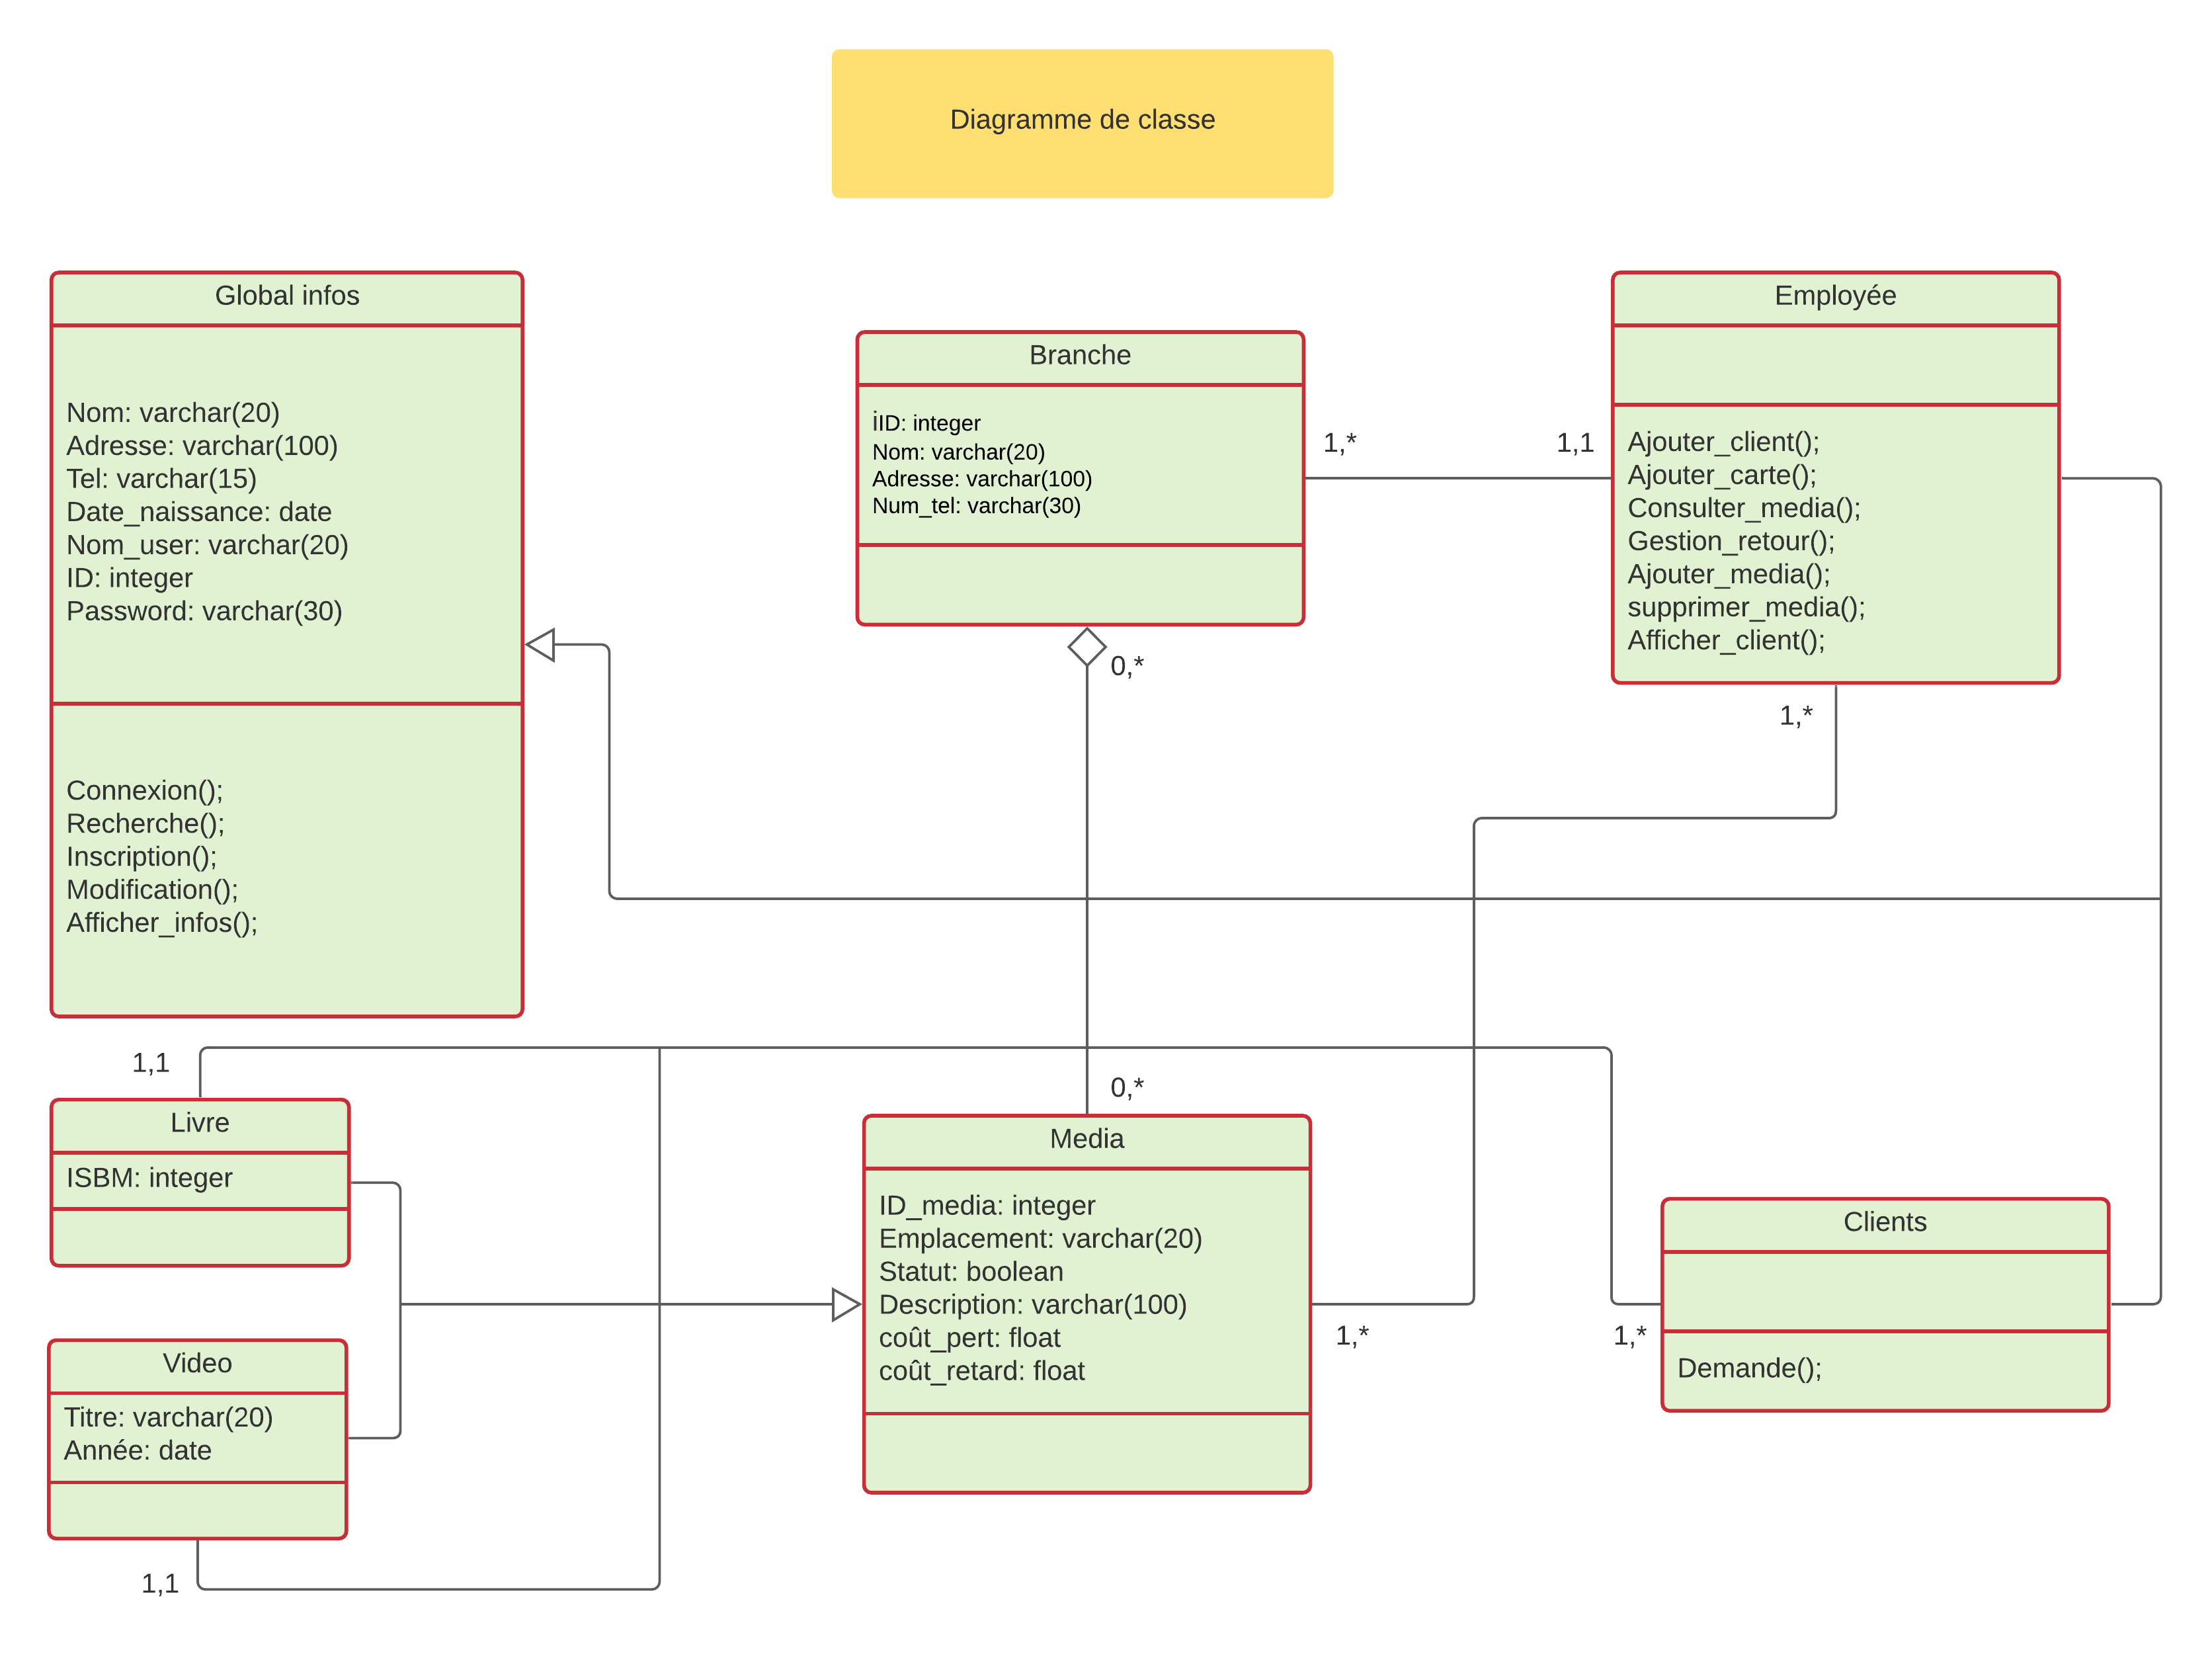 Diagramme de classe
Global infos
Nom: varchar(20)
Adresse: varchar(100)
Tel: varchar(15)
Date_naissance: date
Nom_user: varchar(20)
ID: integer
Password: varchar(30)
Connexion();
Recherche();
Inscription();
Modification();
Afficher_infos();
Branche
iID: integer
Nom: varchar(20)
Adresse: varchar(100)
Num_tel: varchar(30)
1,*
1,1
0,*
Employée
Ajouter_client();
Ajouter_carte();
Consulter_media();
Gestion_retour();
Ajouter_media();
supprimer_media();
Afficher_client();
1,*
1,1
Livre
ISBM: integer
Video
Titre: varchar(20)
Année: date
1,1
0,*
Media
ID_media: integer
Emplacement: varchar(20)
Statut: boolean
Description: varchar(100)
coût_pert: float
coût_retard: float
1,*
1,*
Clients
Demande();